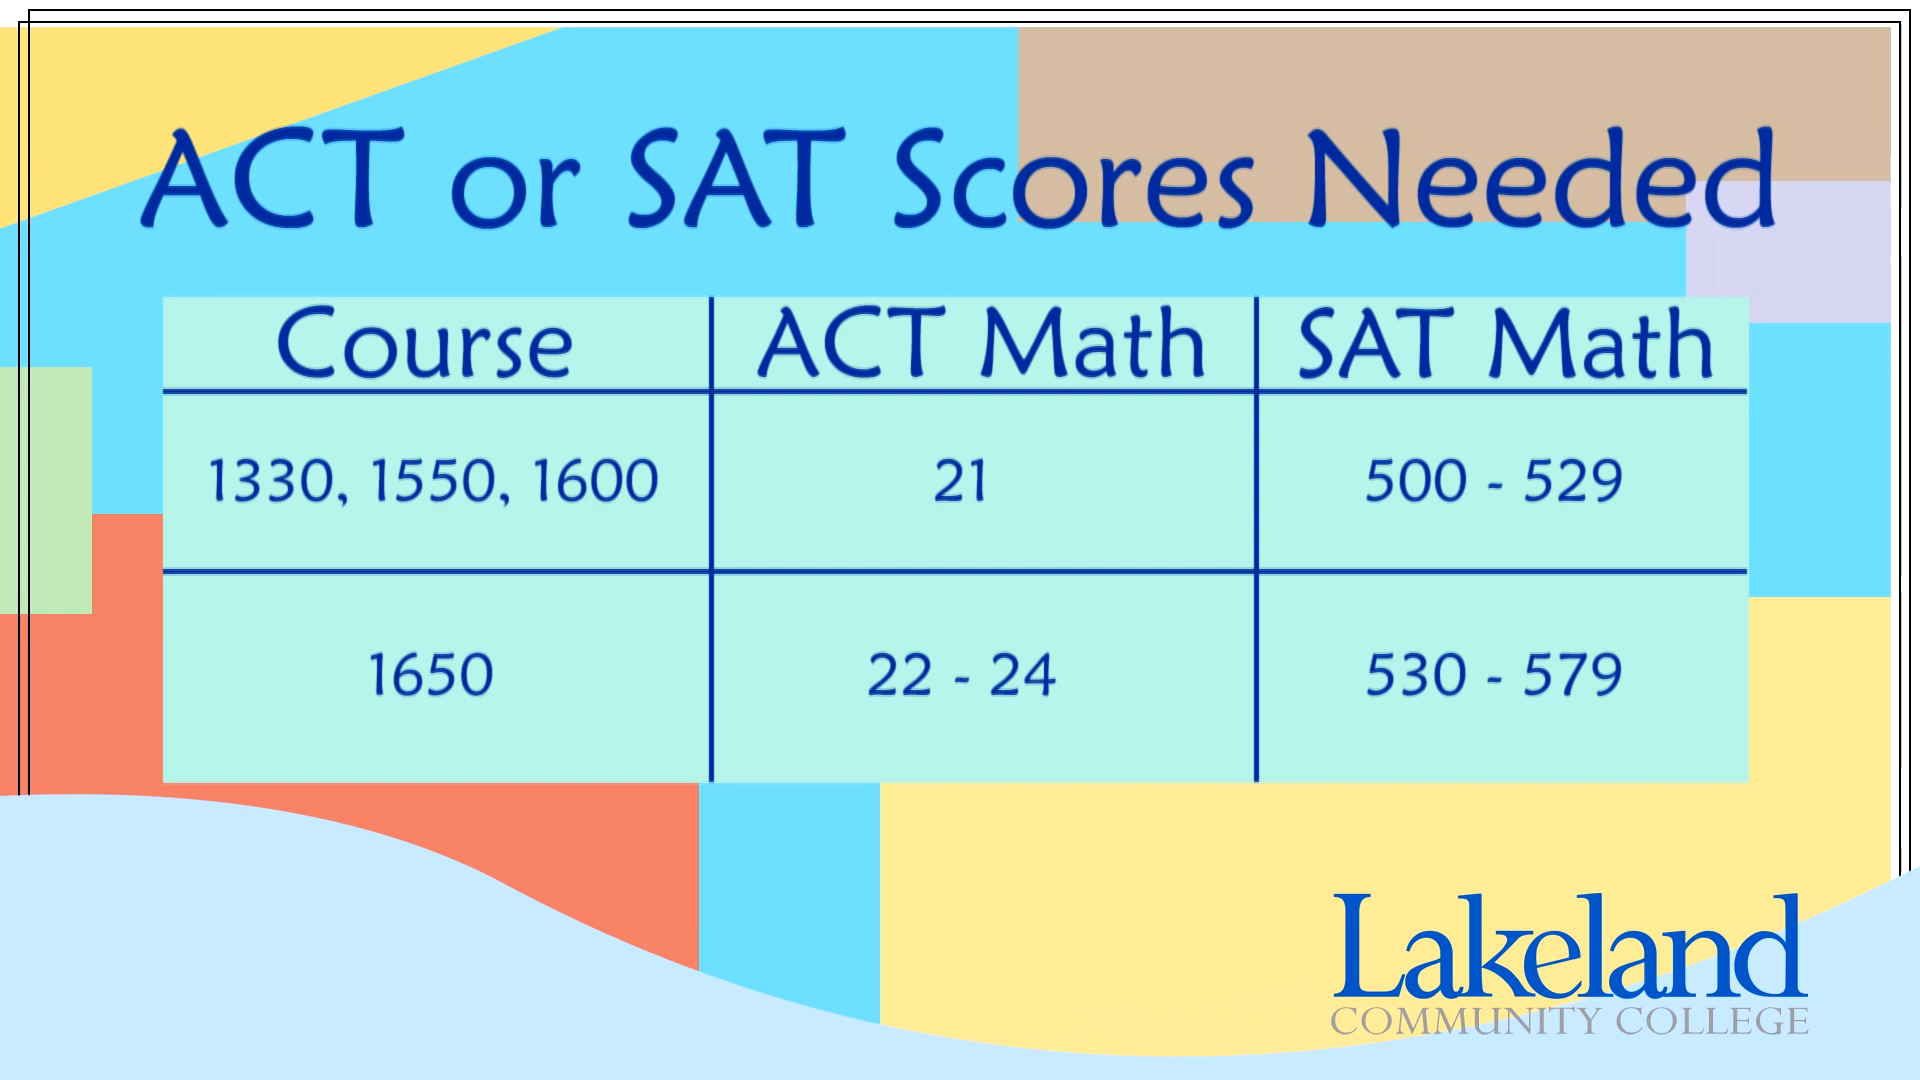 ACT or SAT Scores Needed
Course ACT Math SAT Math
1330, 1550, 1600 21 500 - 529
1650 22 - 24 530 - 579
Lakeland
COMMUNITY COLLEGE